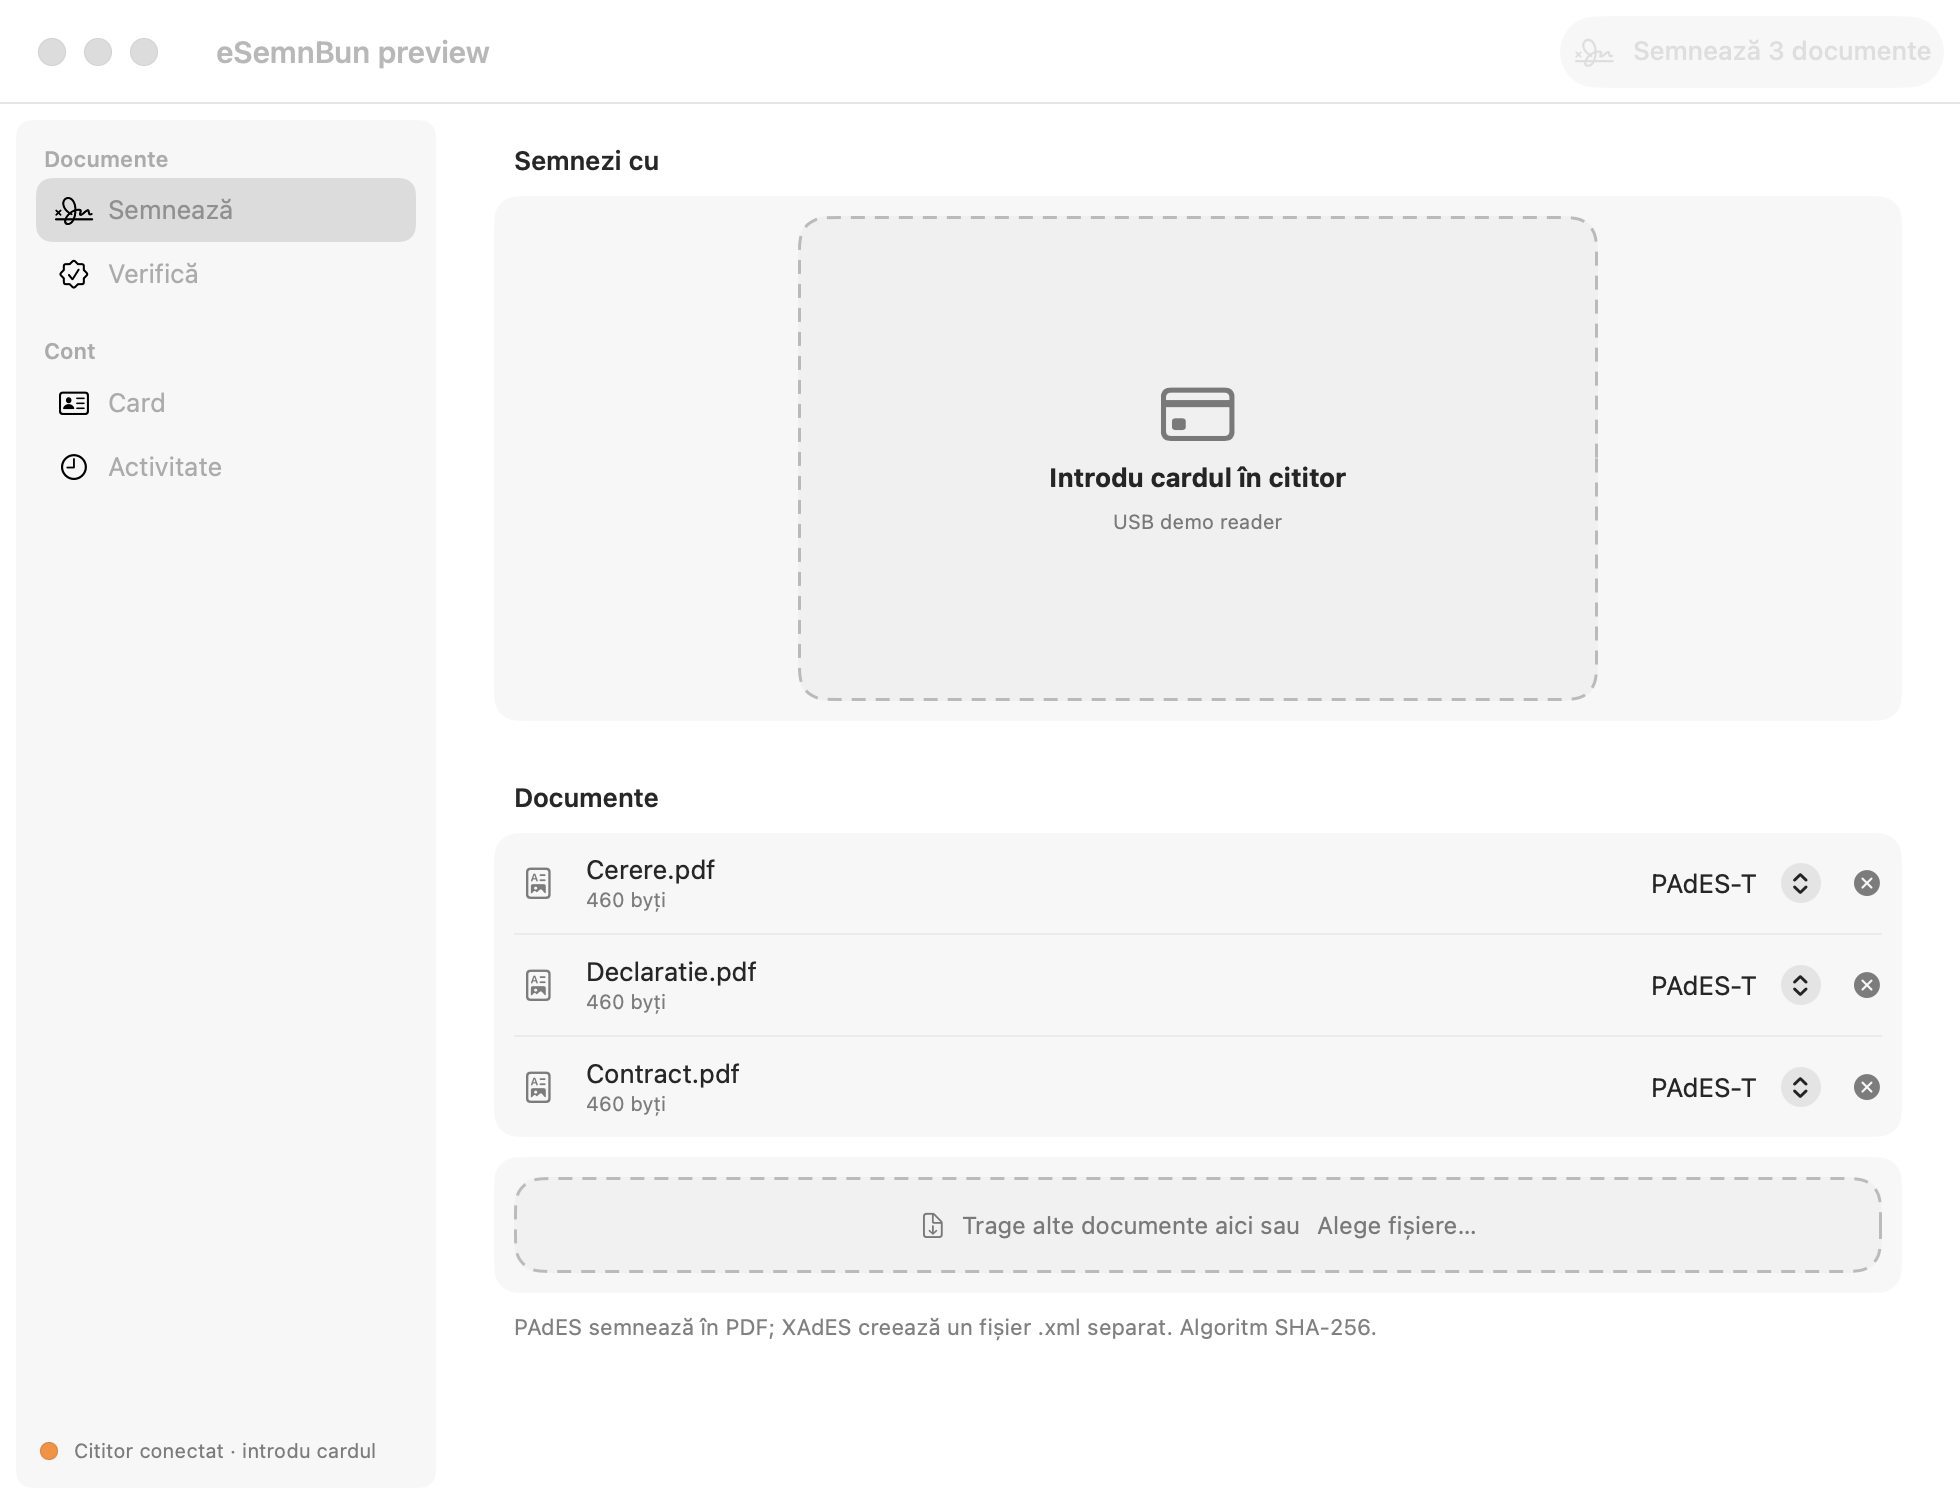 eSemnBun preview
Semnează 3 documente
Documente
Semnează
Verifică
Cont
Card
Activitate
Cititor conectat · introdu cardul
Semnezi cu
Introdu cardul în cititor
USB demo reader
Documente
Cerere.pdf
460 byți
PAdES-T
Declaratie.pdf
460 byți
PAdES-T
Contract.pdf
460 byți
PAdES-T
Trage alte documente aici sau Alege fișiere...
PAdES semnează în PDF; XAdES creează un fișier .xml separat. Algoritm SHA-256.